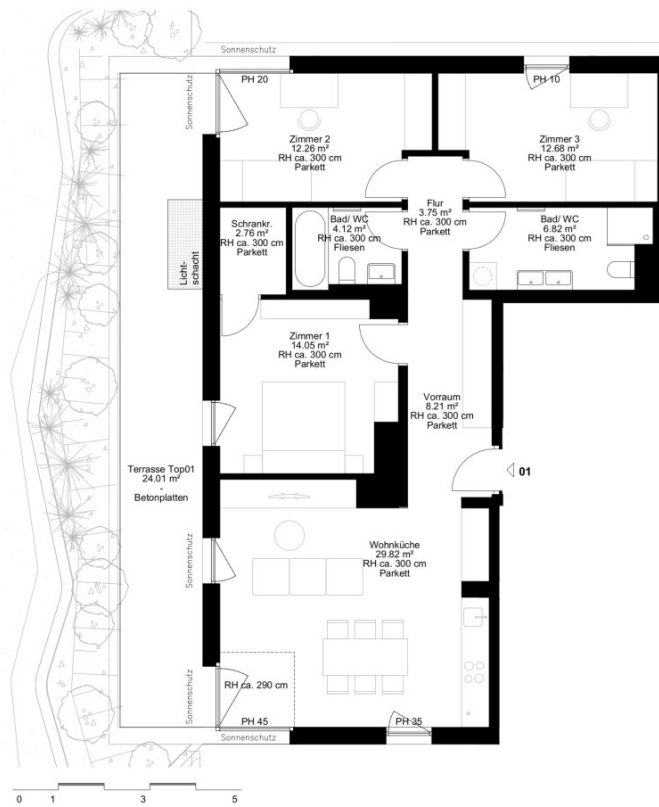 Sonnenschutz
Sonnenschutz
PH 20
PH 10
Zimmer 2
12.26 m²
RH ca. 300 cm
Parkett
Zimmer 3
12.68 m²
RH ca. 300 cm
Parkett
Flur
3.75 m²
RH ca. 300 cm
Parkett
Schrankr.
2.76 m²
RH ca. 300 cm
Parkett
Bad/ WC
4.12 m²
RH ca. 300 cm
Fliesen
Bad/ WC
6.82 m²
RH ca. 300 cm
Fliesen
Licht-
schacht
Zimmer 1
14.05 m²
RH ca. 300 cm
Parkett
Vorraum
8.21 m²
RH ca. 300 cm
Parkett
Terrasse Top01
24.01 m²
-
Betonplatten
01
Sonnenschutz
Wohnküche
29.82 m²
RH ca. 300 cm
Parkett
Sonnenschutz
RH ca. 290 cm
PH 45
PH 35
Sonnenschutz
0 1 3 5